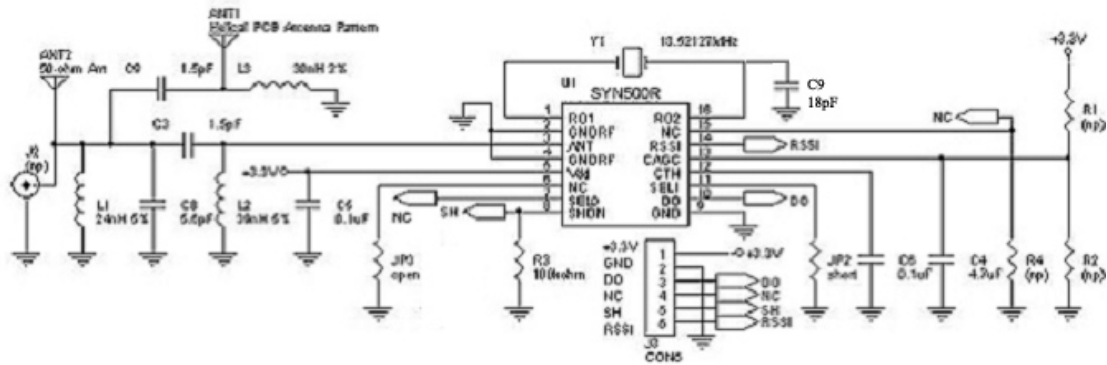 ANT1
Helical PCB Antenna Pattern
ANT2
50-ohm Ant
C9 1.5pF L3 30nH 2%
Y1 13.52127MHz
+3.3V
C9
18pF
U1
SYN500R
C3 1.5pF
J2
(np)
1 RO1 RO2 16
2 GNDRF NC 15
3 ANT RSSI 14
4 GNDRF CAGC 13
5 Vdd CTH 12
6 NC SEL1 11
7 SEL0 DO 10
8 SHDN GND 9
NC
R1
(np)
RSSI
+3.3V
DO
NC
SH
L1
24nH 5%
C8
5.6pF
L2
39nH 5%
C5
0.1uF
JP3
open
R3
100kohm
JP2
short
C6
0.1uF
C4
4.7uF
R4
(np)
R2
(np)
+3.3V 1 +3.3V
GND 2
DO 3 DO
NC 4 NC
SH 5 SH
RSSI 6 RSSI
J3
CON6